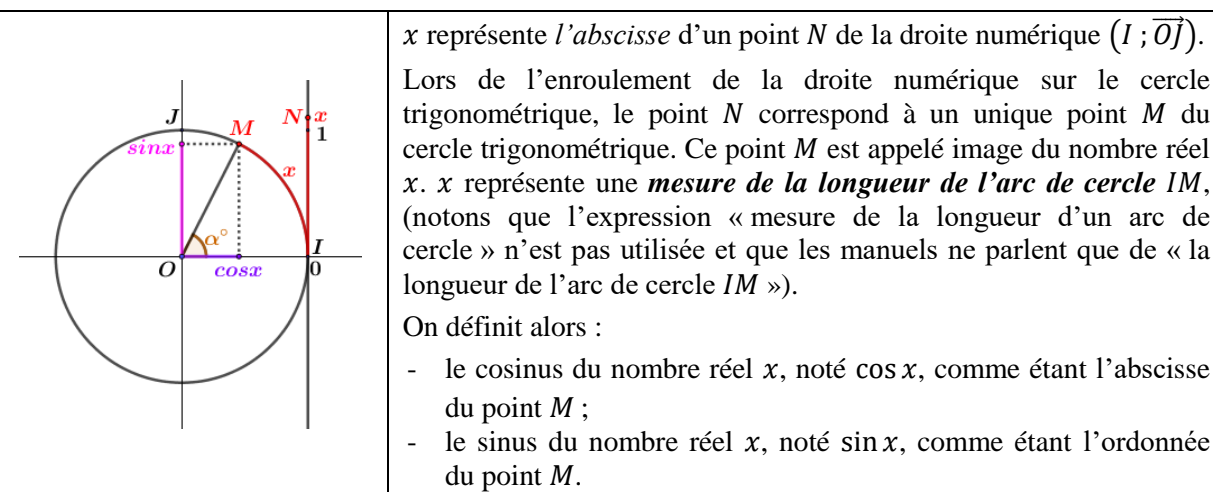 J
M
N x
1
sinx
x
α°
I
O
cosx
0
x représente l’abscisse d’un point N de la droite numérique (I ; \overrightarrow{OJ}).
Lors de l’enroulement de la droite numérique sur le cercle
trigonométrique, le point N correspond à un unique point M du
cercle trigonométrique. Ce point M est appelé image du nombre réel
x. x représente une mesure de la longueur de l’arc de cercle IM,
(notons que l’expression « mesure de la longueur d’un arc de
cercle » n’est pas utilisée et que les manuels ne parlent que de « la
longueur de l’arc de cercle IM »).
On définit alors :
- le cosinus du nombre réel x, noté cos x, comme étant l’abscisse
du point M ;
- le sinus du nombre réel x, noté sin x, comme étant l’ordonnée
du point M.